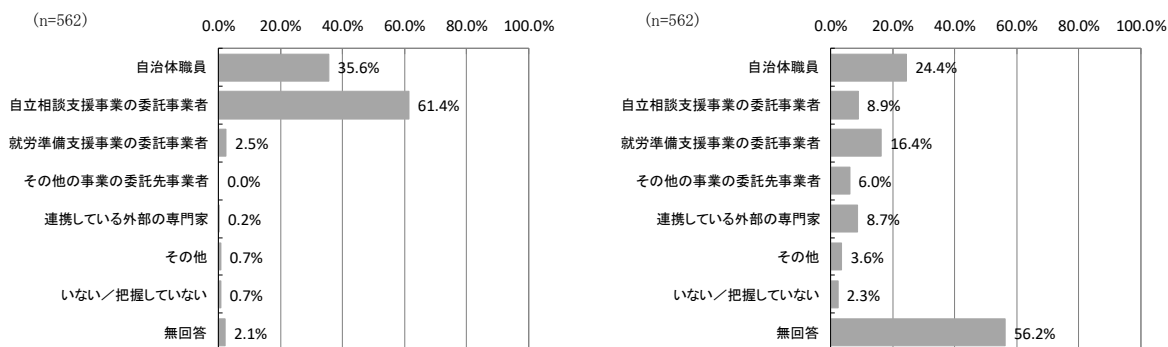 (n=562)
0.0% 20.0% 40.0% 60.0% 80.0% 100.0%
自治体職員 35.6%
自立相談支援事業の委託事業者 61.4%
就労準備支援事業の委託事業者 2.5%
その他の事業の委託先事業者 0.0%
連携している外部の専門家 0.2%
その他 0.7%
いない／把握していない 0.7%
無回答 2.1%
(n=562)
0.0% 20.0% 40.0% 60.0% 80.0% 100.0%
自治体職員 24.4%
自立相談支援事業の委託事業者 8.9%
就労準備支援事業の委託事業者 16.4%
その他の事業の委託先事業者 6.0%
連携している外部の専門家 8.7%
その他 3.6%
いない／把握していない 2.3%
無回答 56.2%